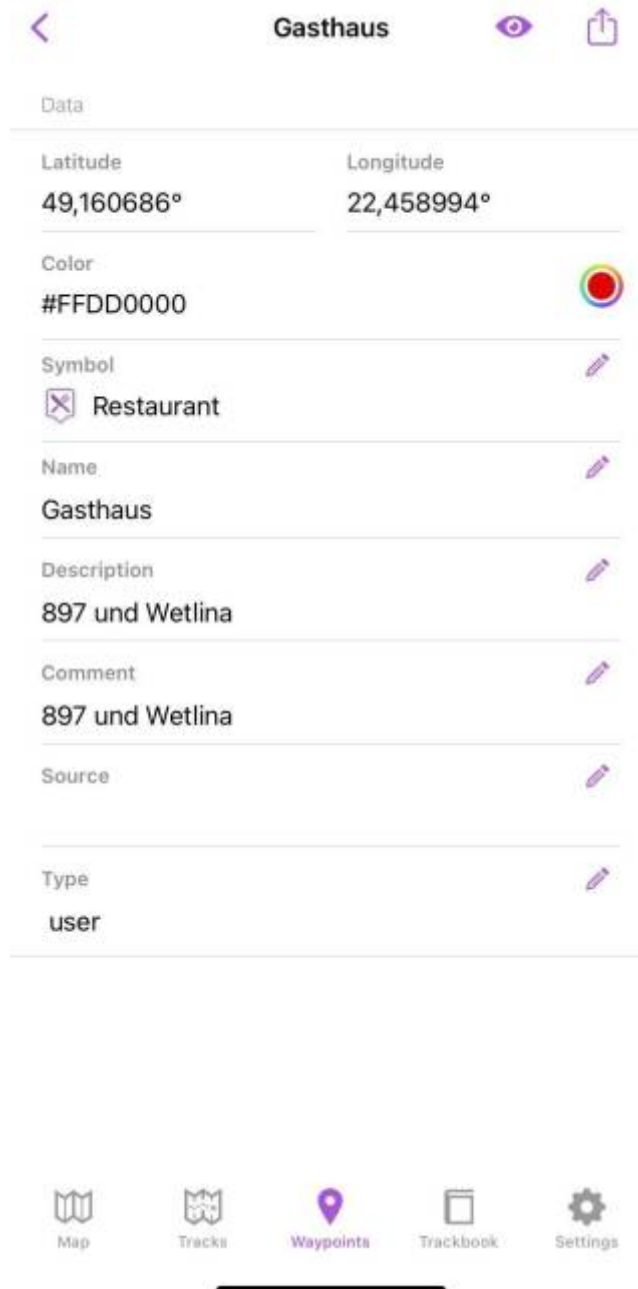 Gasthaus
Data
Latitude Longitude
49,160686° 22,458994°
Color
#FFDD0000
Symbol
Restaurant
Name
Gasthaus
Description
897 und Wetlina
Comment
897 und Wetlina
Source
Type
user
Map Tracks Waypoints Trackbook Settings